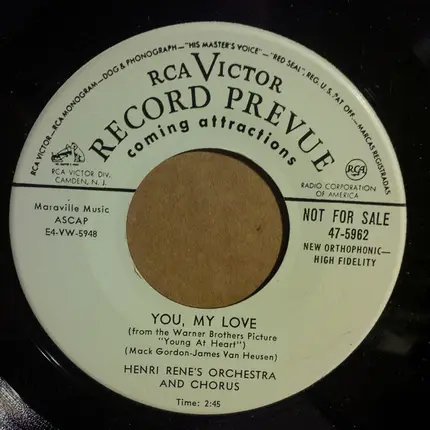 RCA VICTOR—RCA MONOGRAM—DOG & PHONOGRAPH—"HIS MASTER'S VOICE"—"RED SEAL", REG. U.S. PAT. OFF.—MARCAS REGISTRADAS
RCA VICTOR
RECORD PREVUE
coming attractions
RCA VICTOR DIV.
CAMDEN, N. J.
RCA
RADIO CORPORATION
OF AMERICA
Maraville Music
ASCAP
E4-VW-5948
NOT FOR SALE
47-5962
NEW ORTHOPHONIC—
HIGH FIDELITY
YOU, MY LOVE
(from the Warner Brothers Picture
"Young At Heart")
(Mack Gordon-James Van Heusen)
HENRI RENE'S ORCHESTRA
AND CHORUS
Time: 2:45